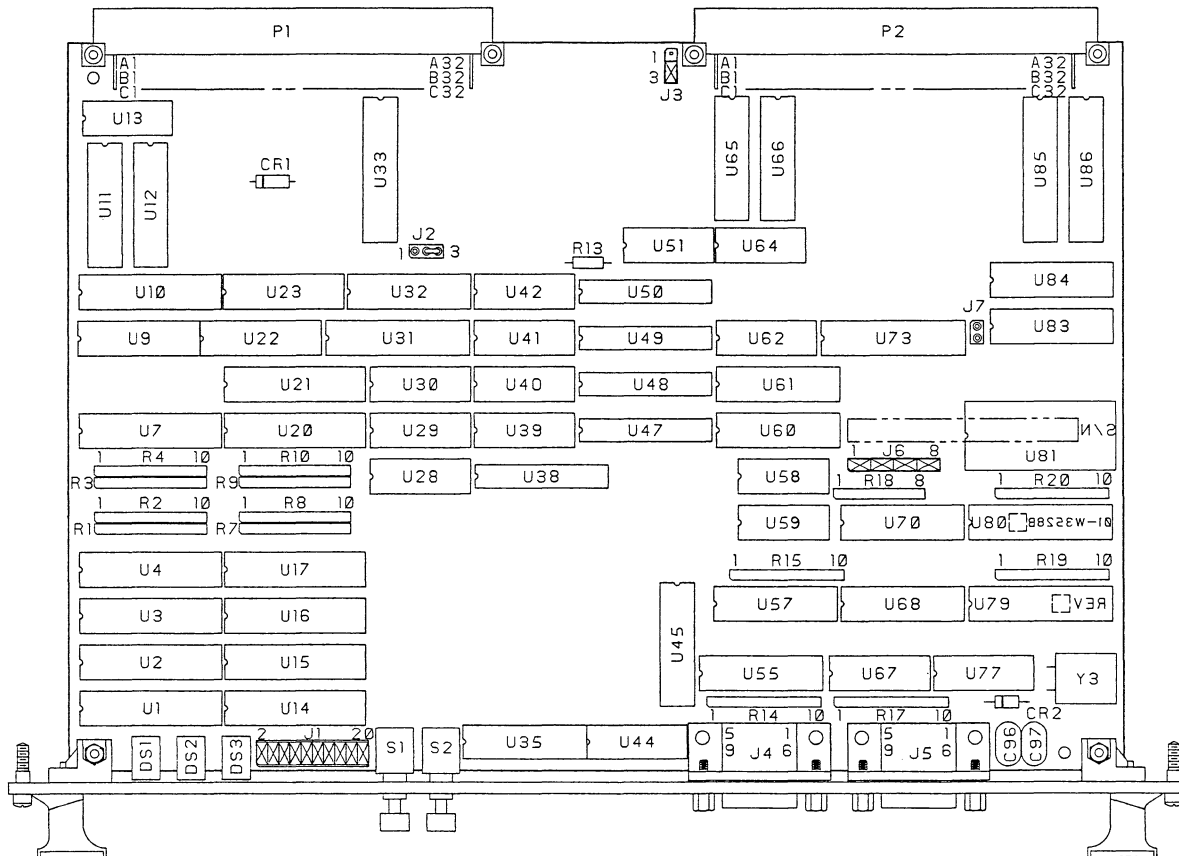 P1 P2
A1 A32 1 A1 A32
B1 B32 3 B1 B32
C1 C32 J3 C1 C32
U13
U11 U12 CR1 U33 U65 U66 U85 U86
J2
1 3 R13 U51 U64
U10 U23 U32 U42 U50 U84
J7
U9 U22 U31 U41 U49 U62 U73 U83
U21 U30 U40 U48 U61
U7 U20 U29 U39 U47 U60 S/N
1 R4 10 1 R10 10 1 J6 8 U81
R3 R9 U28 U38 U58 1 R18 8 1 R20 10
1 R2 10 1 R8 10
R1 R7 U59 U70 U80 01-W3528B
U4 U17 1 R15 10 1 R19 10
U3 U16 U45 U57 U68 U79 REV
U2 U15 U55 U67 U77 Y3
U1 U14 1 R14 10 1 R17 10 CR2
2 J1 20
DS1 DS2 DS3 S1 S2 U35 U44 5 1 5 1
9 J4 6 9 J5 6 C96 C97